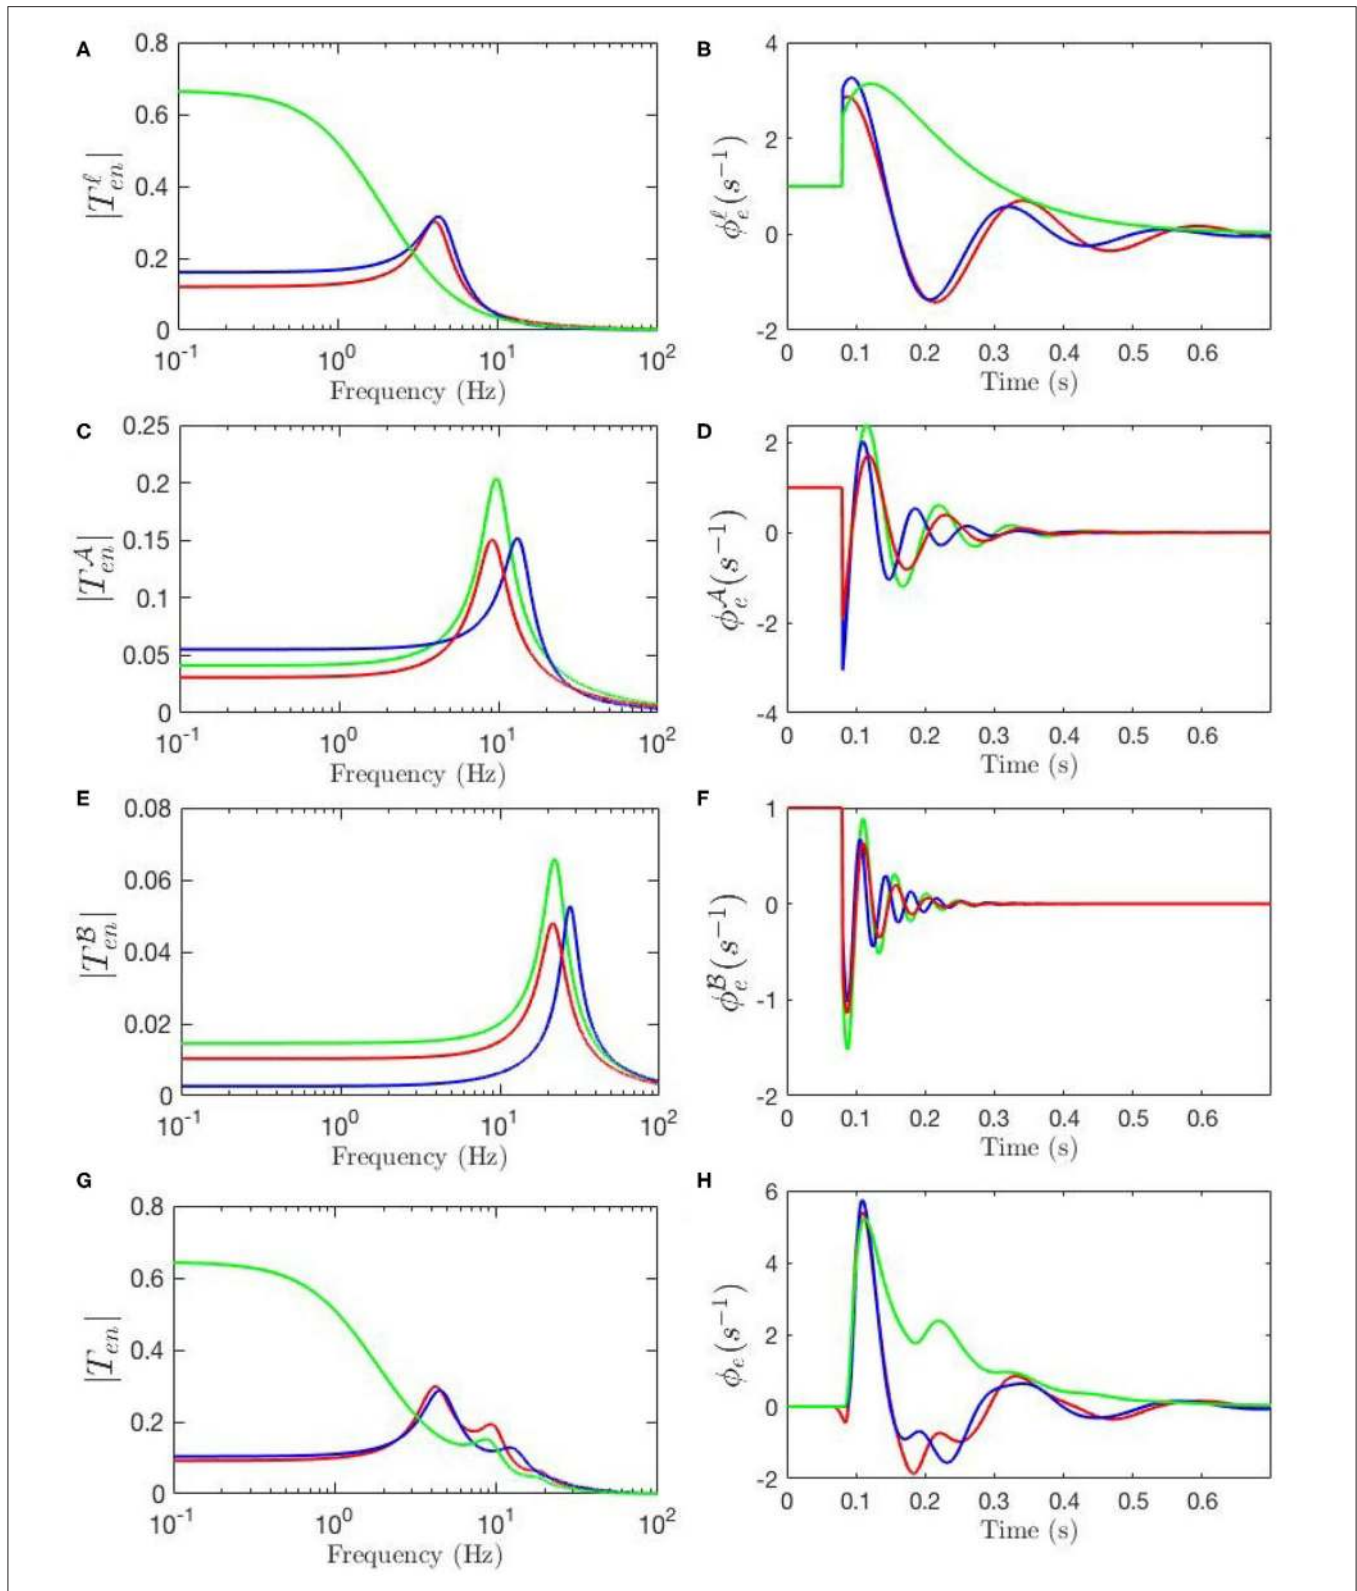 A
0.8
0.6
0.4
0.2
0
|T^ℓ_en|
10^-1 10^0 10^1 10^2
Frequency (Hz)
B
4
2
0
-2
ϕ^ℓ_e(s^-1)
0 0.1 0.2 0.3 0.4 0.5 0.6
Time (s)
C
0.25
0.2
0.15
0.1
0.05
0
|T^A_en|
10^-1 10^0 10^1 10^2
Frequency (Hz)
D
2
0
-2
-4
ϕ^A_e(s^-1)
0 0.1 0.2 0.3 0.4 0.5 0.6
Time (s)
E
0.08
0.06
0.04
0.02
0
|T^B_en|
10^-1 10^0 10^1 10^2
Frequency (Hz)
F
1
0
-1
-2
ϕ^B_e(s^-1)
0 0.1 0.2 0.3 0.4 0.5 0.6
Time (s)
G
0.8
0.6
0.4
0.2
0
|T_en|
10^-1 10^0 10^1 10^2
Frequency (Hz)
H
6
4
2
0
-2
ϕ_e(s^-1)
0 0.1 0.2 0.3 0.4 0.5 0.6
Time (s)